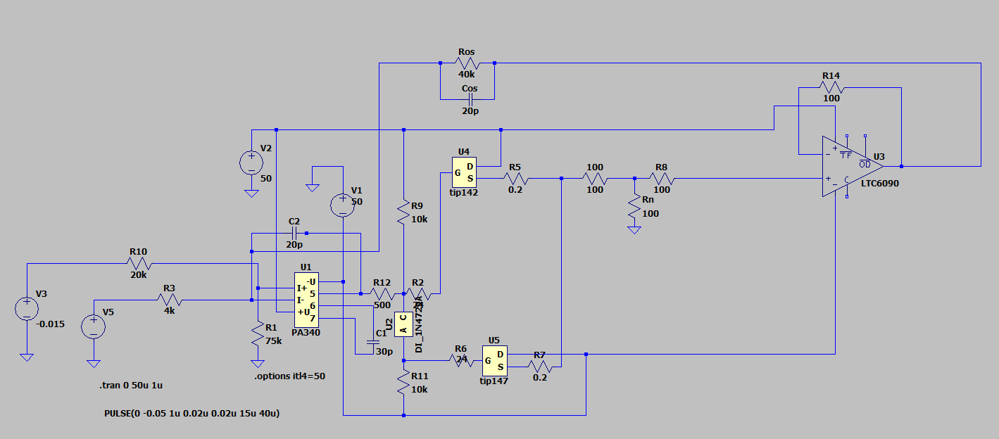 Ros
40k
Cos
20p
R14
100
V2
50
U4
D
G
S
tip142
R5
0.2
100
100
R8
100
+
TF
OD
U3
−
+
−
C
LTC6090
V1
50
R9
10k
Rn
100
C2
20p
R10
20k
R3
4k
V3
-0.015
V5
U1
-U
I+
5
I-
6
+U
7
PA340
R12
500
R2
24
C1
30p
U2
C
A
R1
75k
R6
24
U5
D
G
S
tip147
R7
0.2
R11
10k
.options itl4=50
.tran 0 50u 1u
PULSE(0 -0.05 1u 0.02u 0.02u 15u 40u)